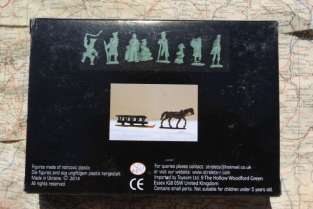 Figures made of nontoxic plastic
Die figuren sind aus ungiftigem plastic hergestellt
Made in Ukraine. © 2014
All rights reserved.
CE
For queries please contact: strelets@hotmail.co.uk
or visit our website: www.strelets-r.com
Imported by Toyeem Ltd. 9 The Hollow Woodford Green
Essex IG8 0SW United Kingdom
Contains small parts. Not suitable for children under 5 years old.